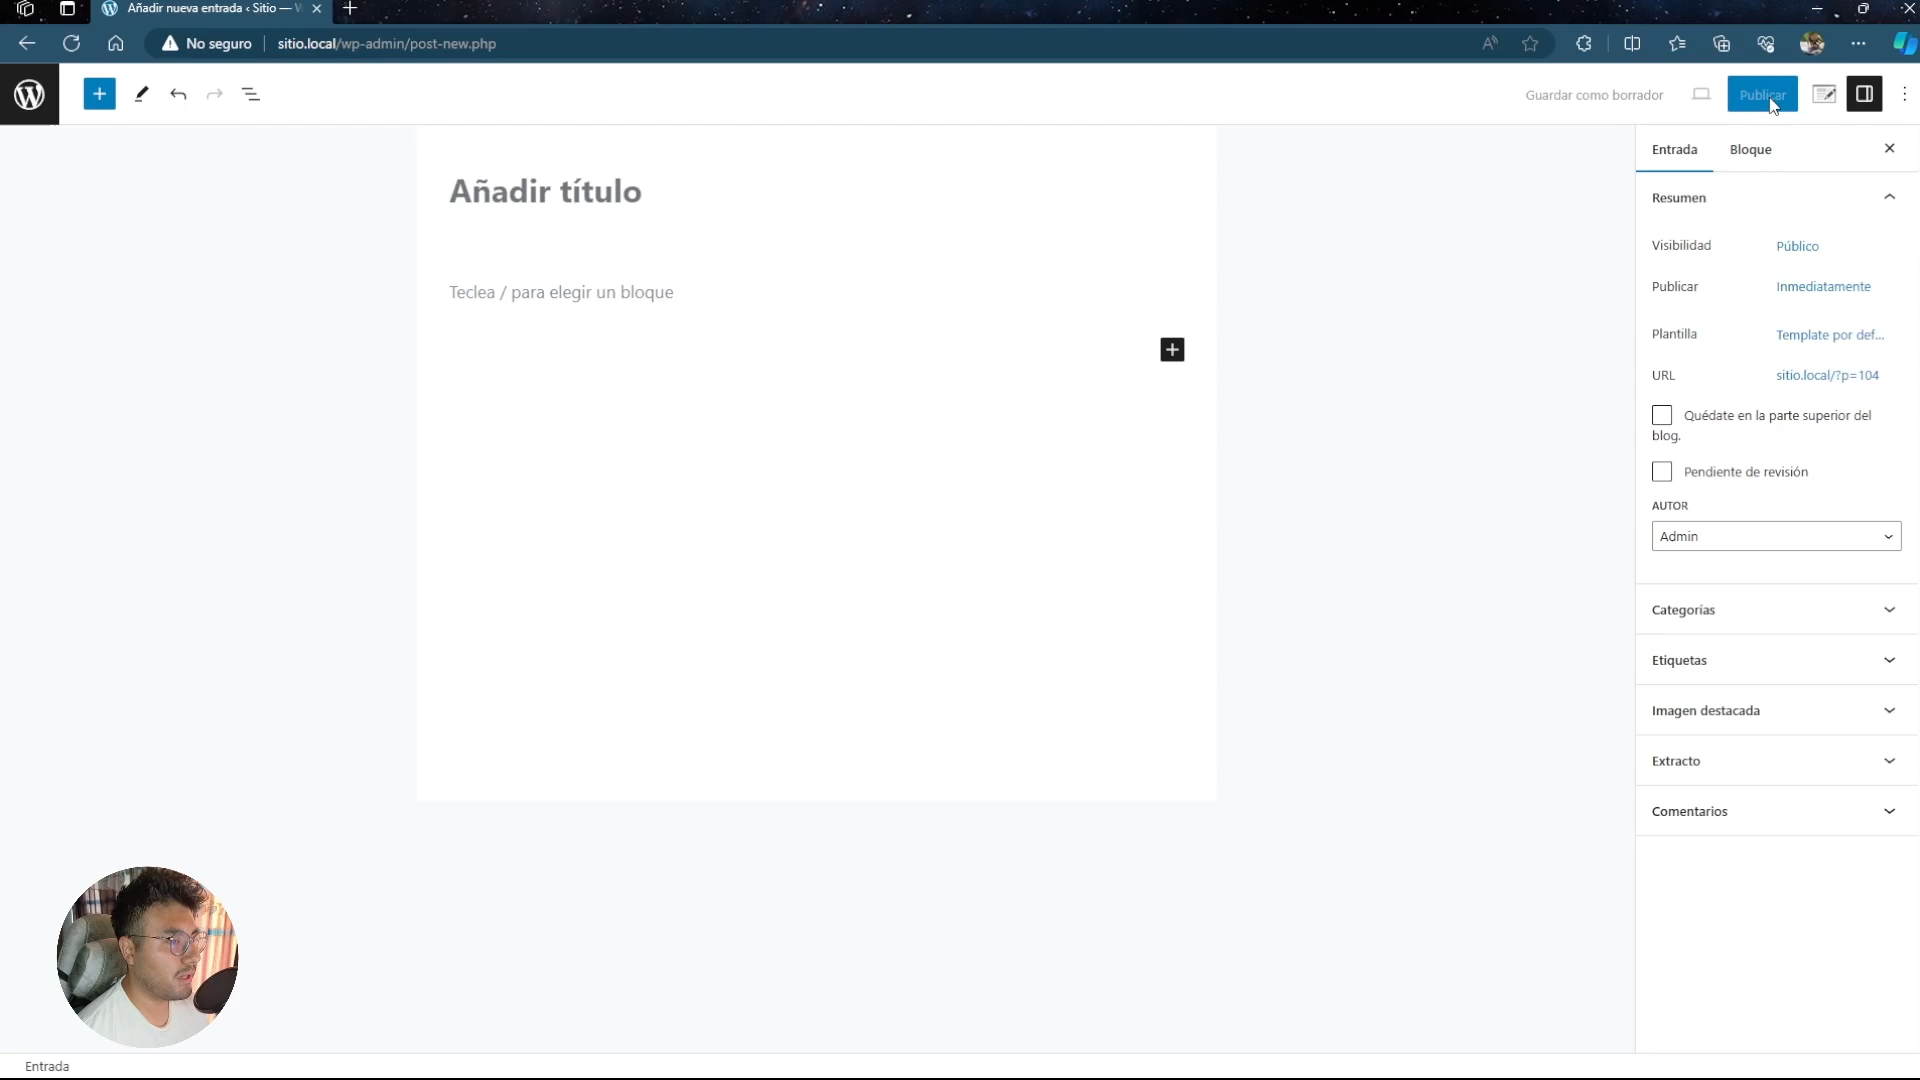 Añadir nueva entrada ‹ Sitio —
No seguro
sitio.local/wp-admin/post-new.php
Guardar como borrador
Publicar
Entrada
Bloque
Añadir título
Teclea / para elegir un bloque
Resumen
Visibilidad
Público
Publicar
Inmediatamente
Plantilla
Template por def...
URL
sitio.local/?p=104
Quédate en la parte superior del
blog.
Pendiente de revisión
AUTOR
Admin
Categorías
Etiquetas
Imagen destacada
Extracto
Comentarios
Entrada